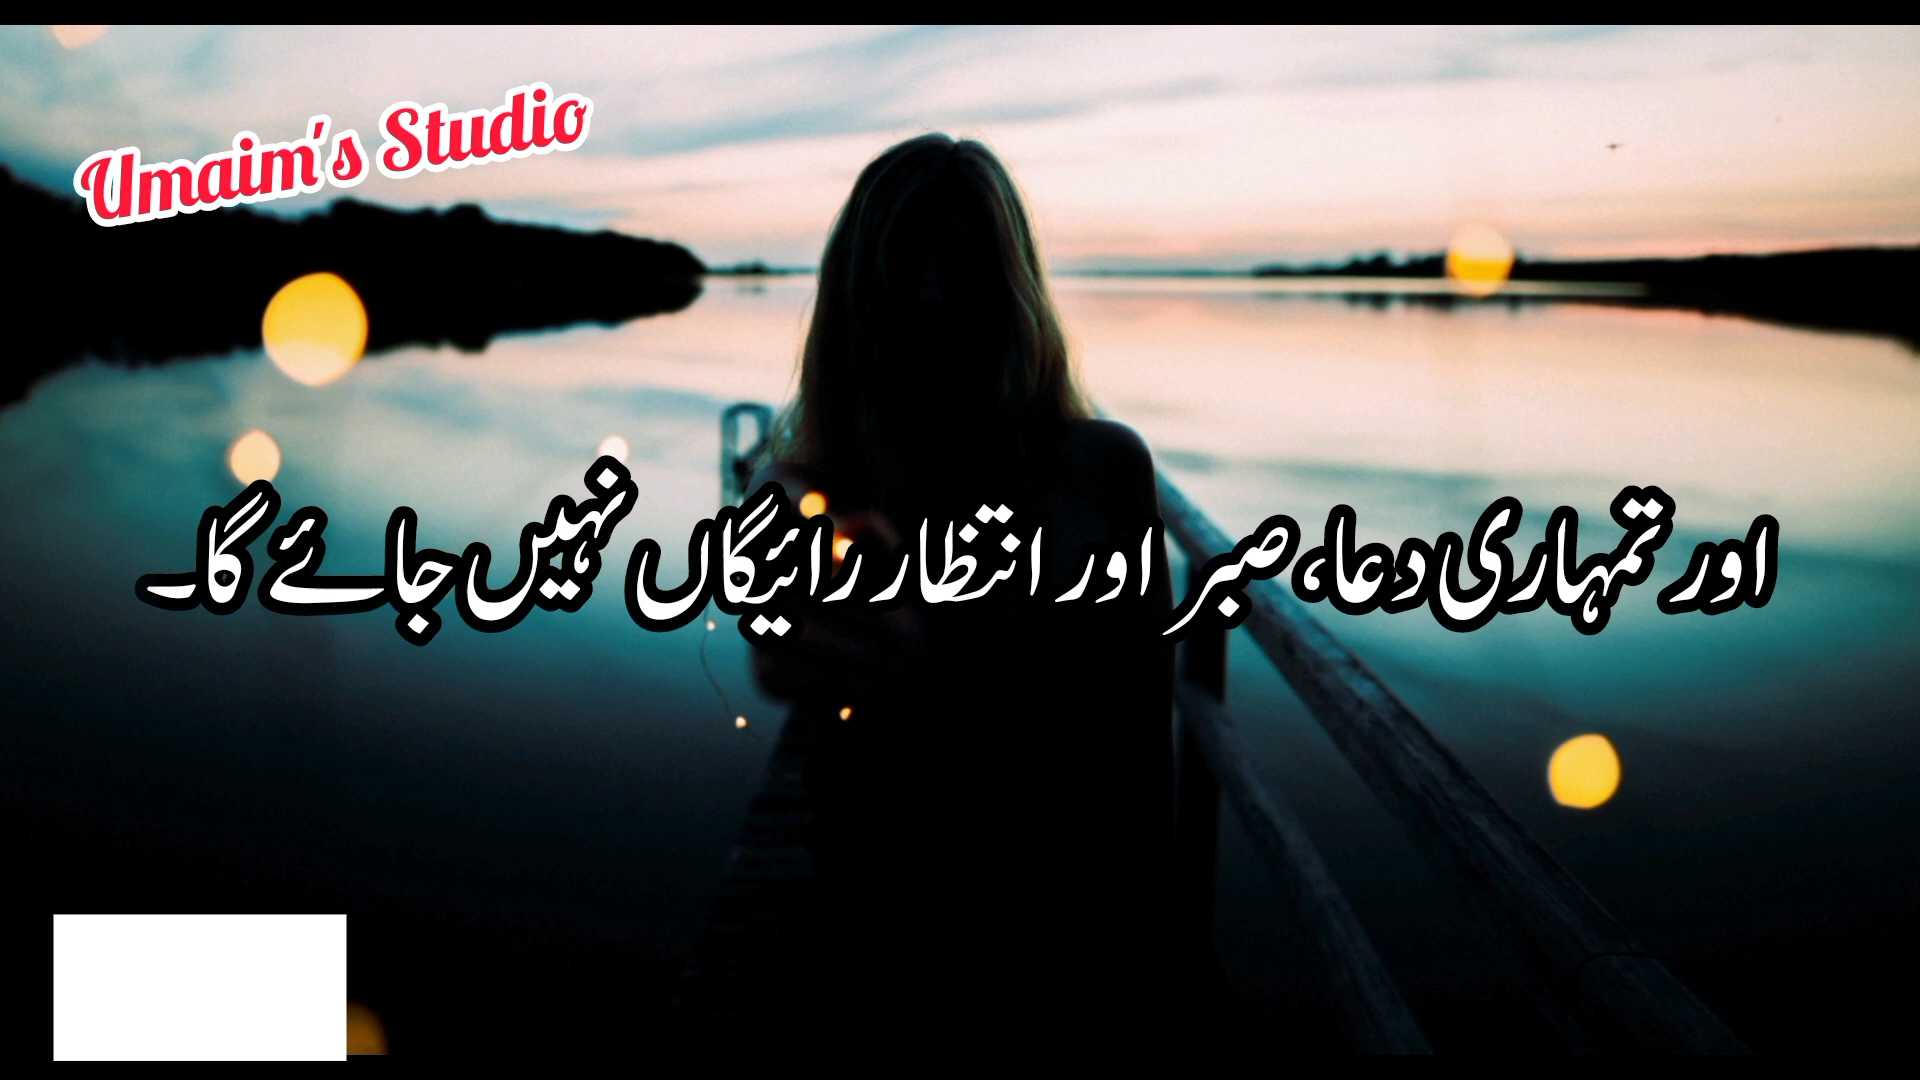 Umaim's Studio
اور تمہاری دعا، صبر اور انتظار رائیگاں نہیں جائے گا۔